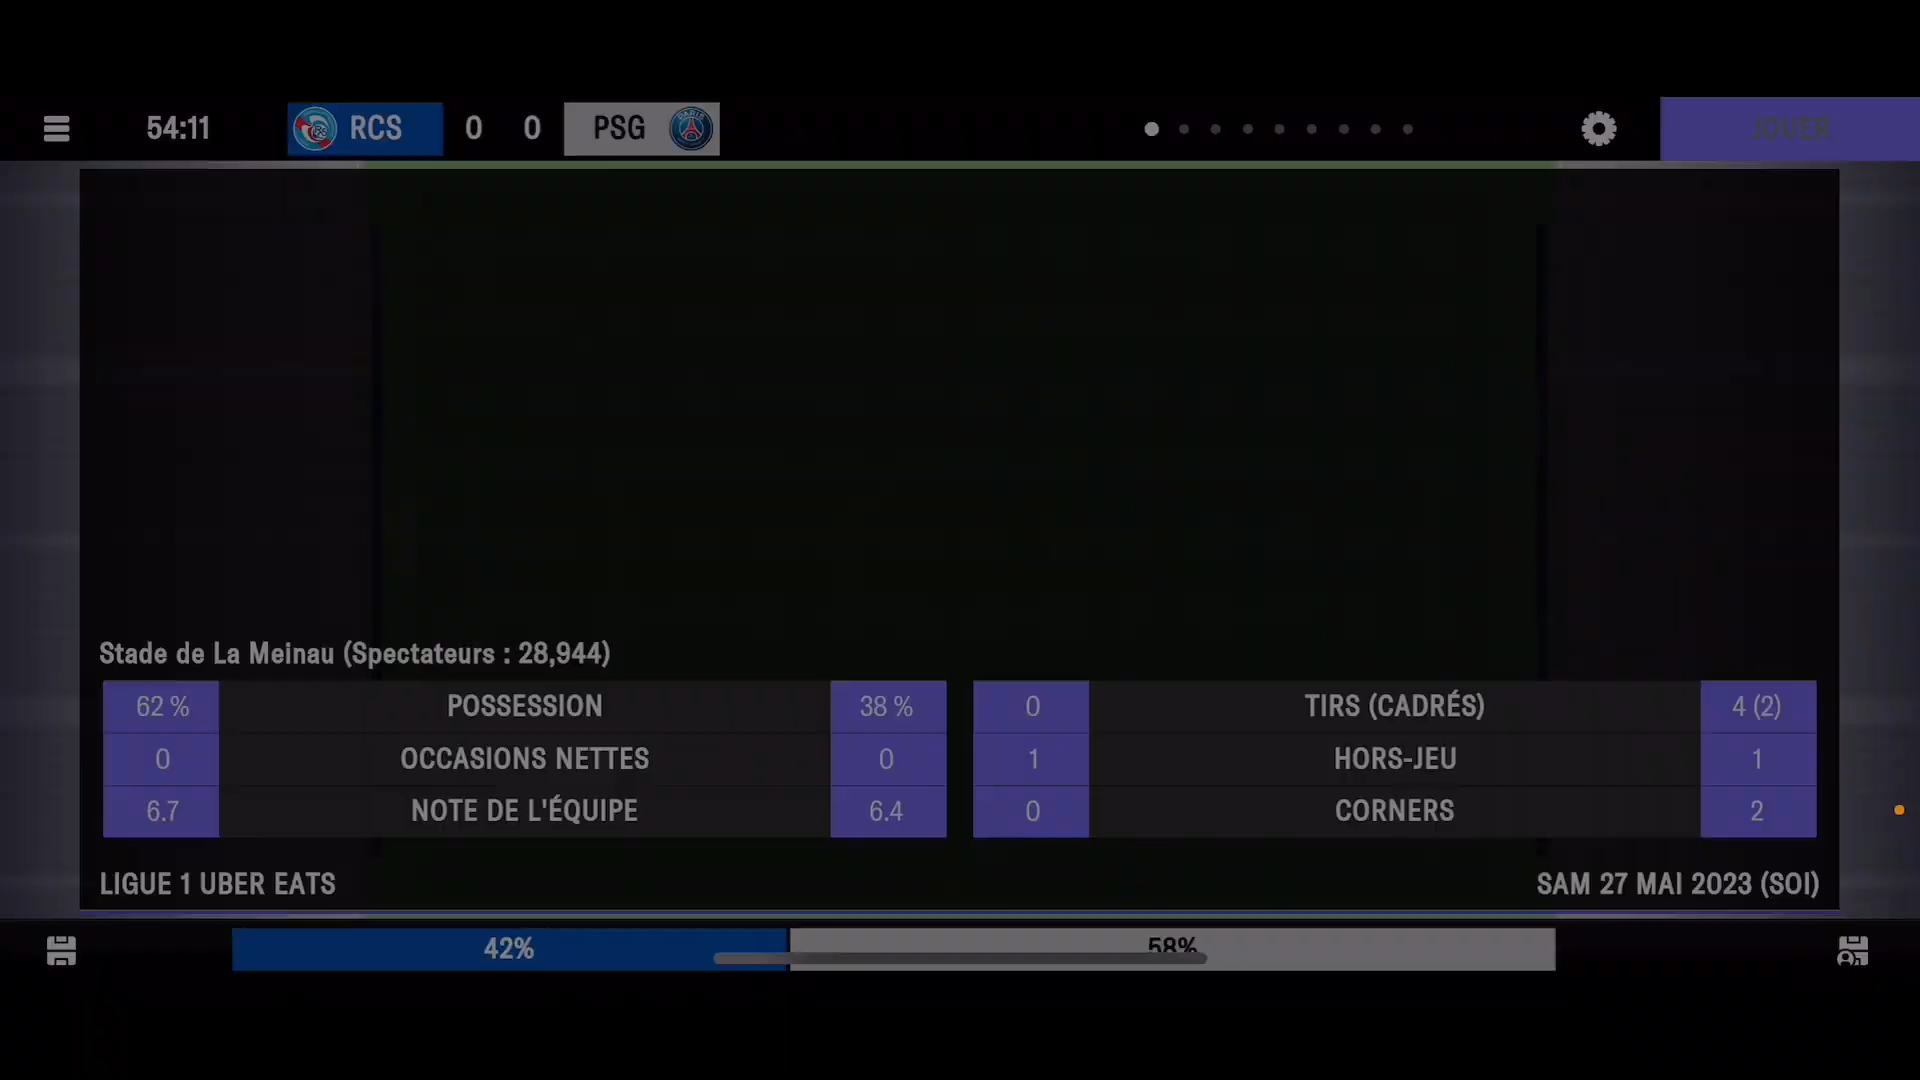 54:11 RCS 0 0 PSG JOUER
Stade de La Meinau (Spectateurs : 28,944)
62 % POSSESSION 38 % 0 TIRS (CADRÉS) 4 (2)
0 OCCASIONS NETTES 0 1 HORS-JEU 1
6.7 NOTE DE L'ÉQUIPE 6.4 0 CORNERS 2
LIGUE 1 UBER EATS SAM 27 MAI 2023 (SOI)
42% 58%